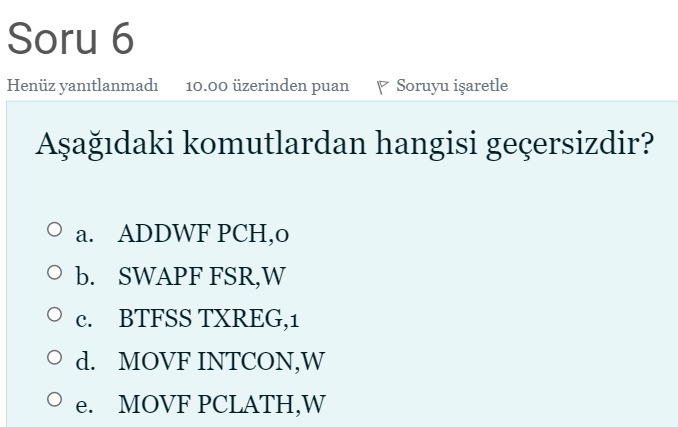 Soru 6
Henüz yanıtlanmadı 10.00 üzerinden puan Soruyu işaretle
Aşağıdaki komutlardan hangisi geçersizdir?
a. ADDWF PCH,0
b. SWAPF FSR,W
c. BTFSS TXREG,1
d. MOVF INTCON,W
e. MOVF PCLATH,W